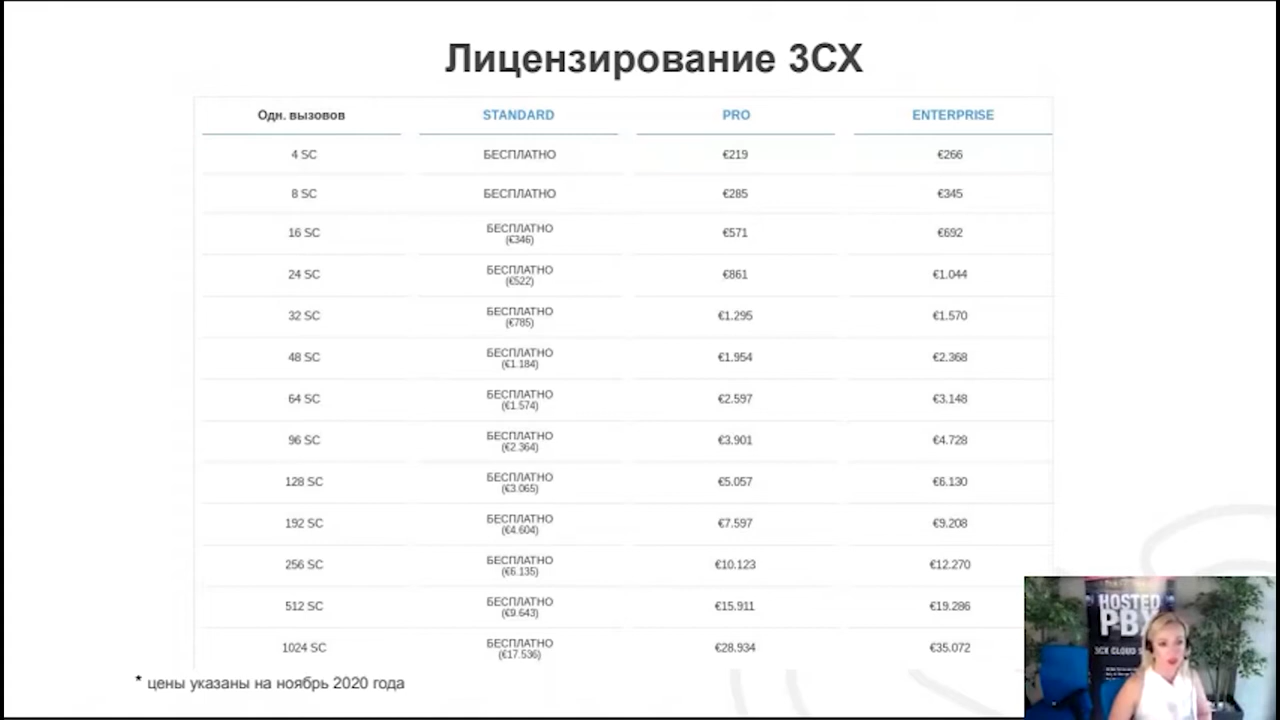 Лицензирование 3CX
Одн. вызовов STANDARD PRO ENTERPRISE
4 SC БЕСПЛАТНО €219 €266
8 SC БЕСПЛАТНО €285 €345
16 SC БЕСПЛАТНО (€346) €571 €692
24 SC БЕСПЛАТНО (€522) €861 €1.044
32 SC БЕСПЛАТНО (€785) €1.295 €1.570
48 SC БЕСПЛАТНО (€1.184) €1.954 €2.368
64 SC БЕСПЛАТНО (€1.574) €2.597 €3.148
96 SC БЕСПЛАТНО (€2.364) €3.901 €4.728
128 SC БЕСПЛАТНО (€3.065) €5.057 €6.130
192 SC БЕСПЛАТНО (€4.604) €7.597 €9.208
256 SC БЕСПЛАТНО (€6.135) €10.123 €12.270
512 SC БЕСПЛАТНО (€9.643) €15.911 €19.286
1024 SC БЕСПЛАТНО (€17.536) €28.934 €35.072
* цены указаны на ноябрь 2020 года
HOSTED
PBX
3CX CLOUD